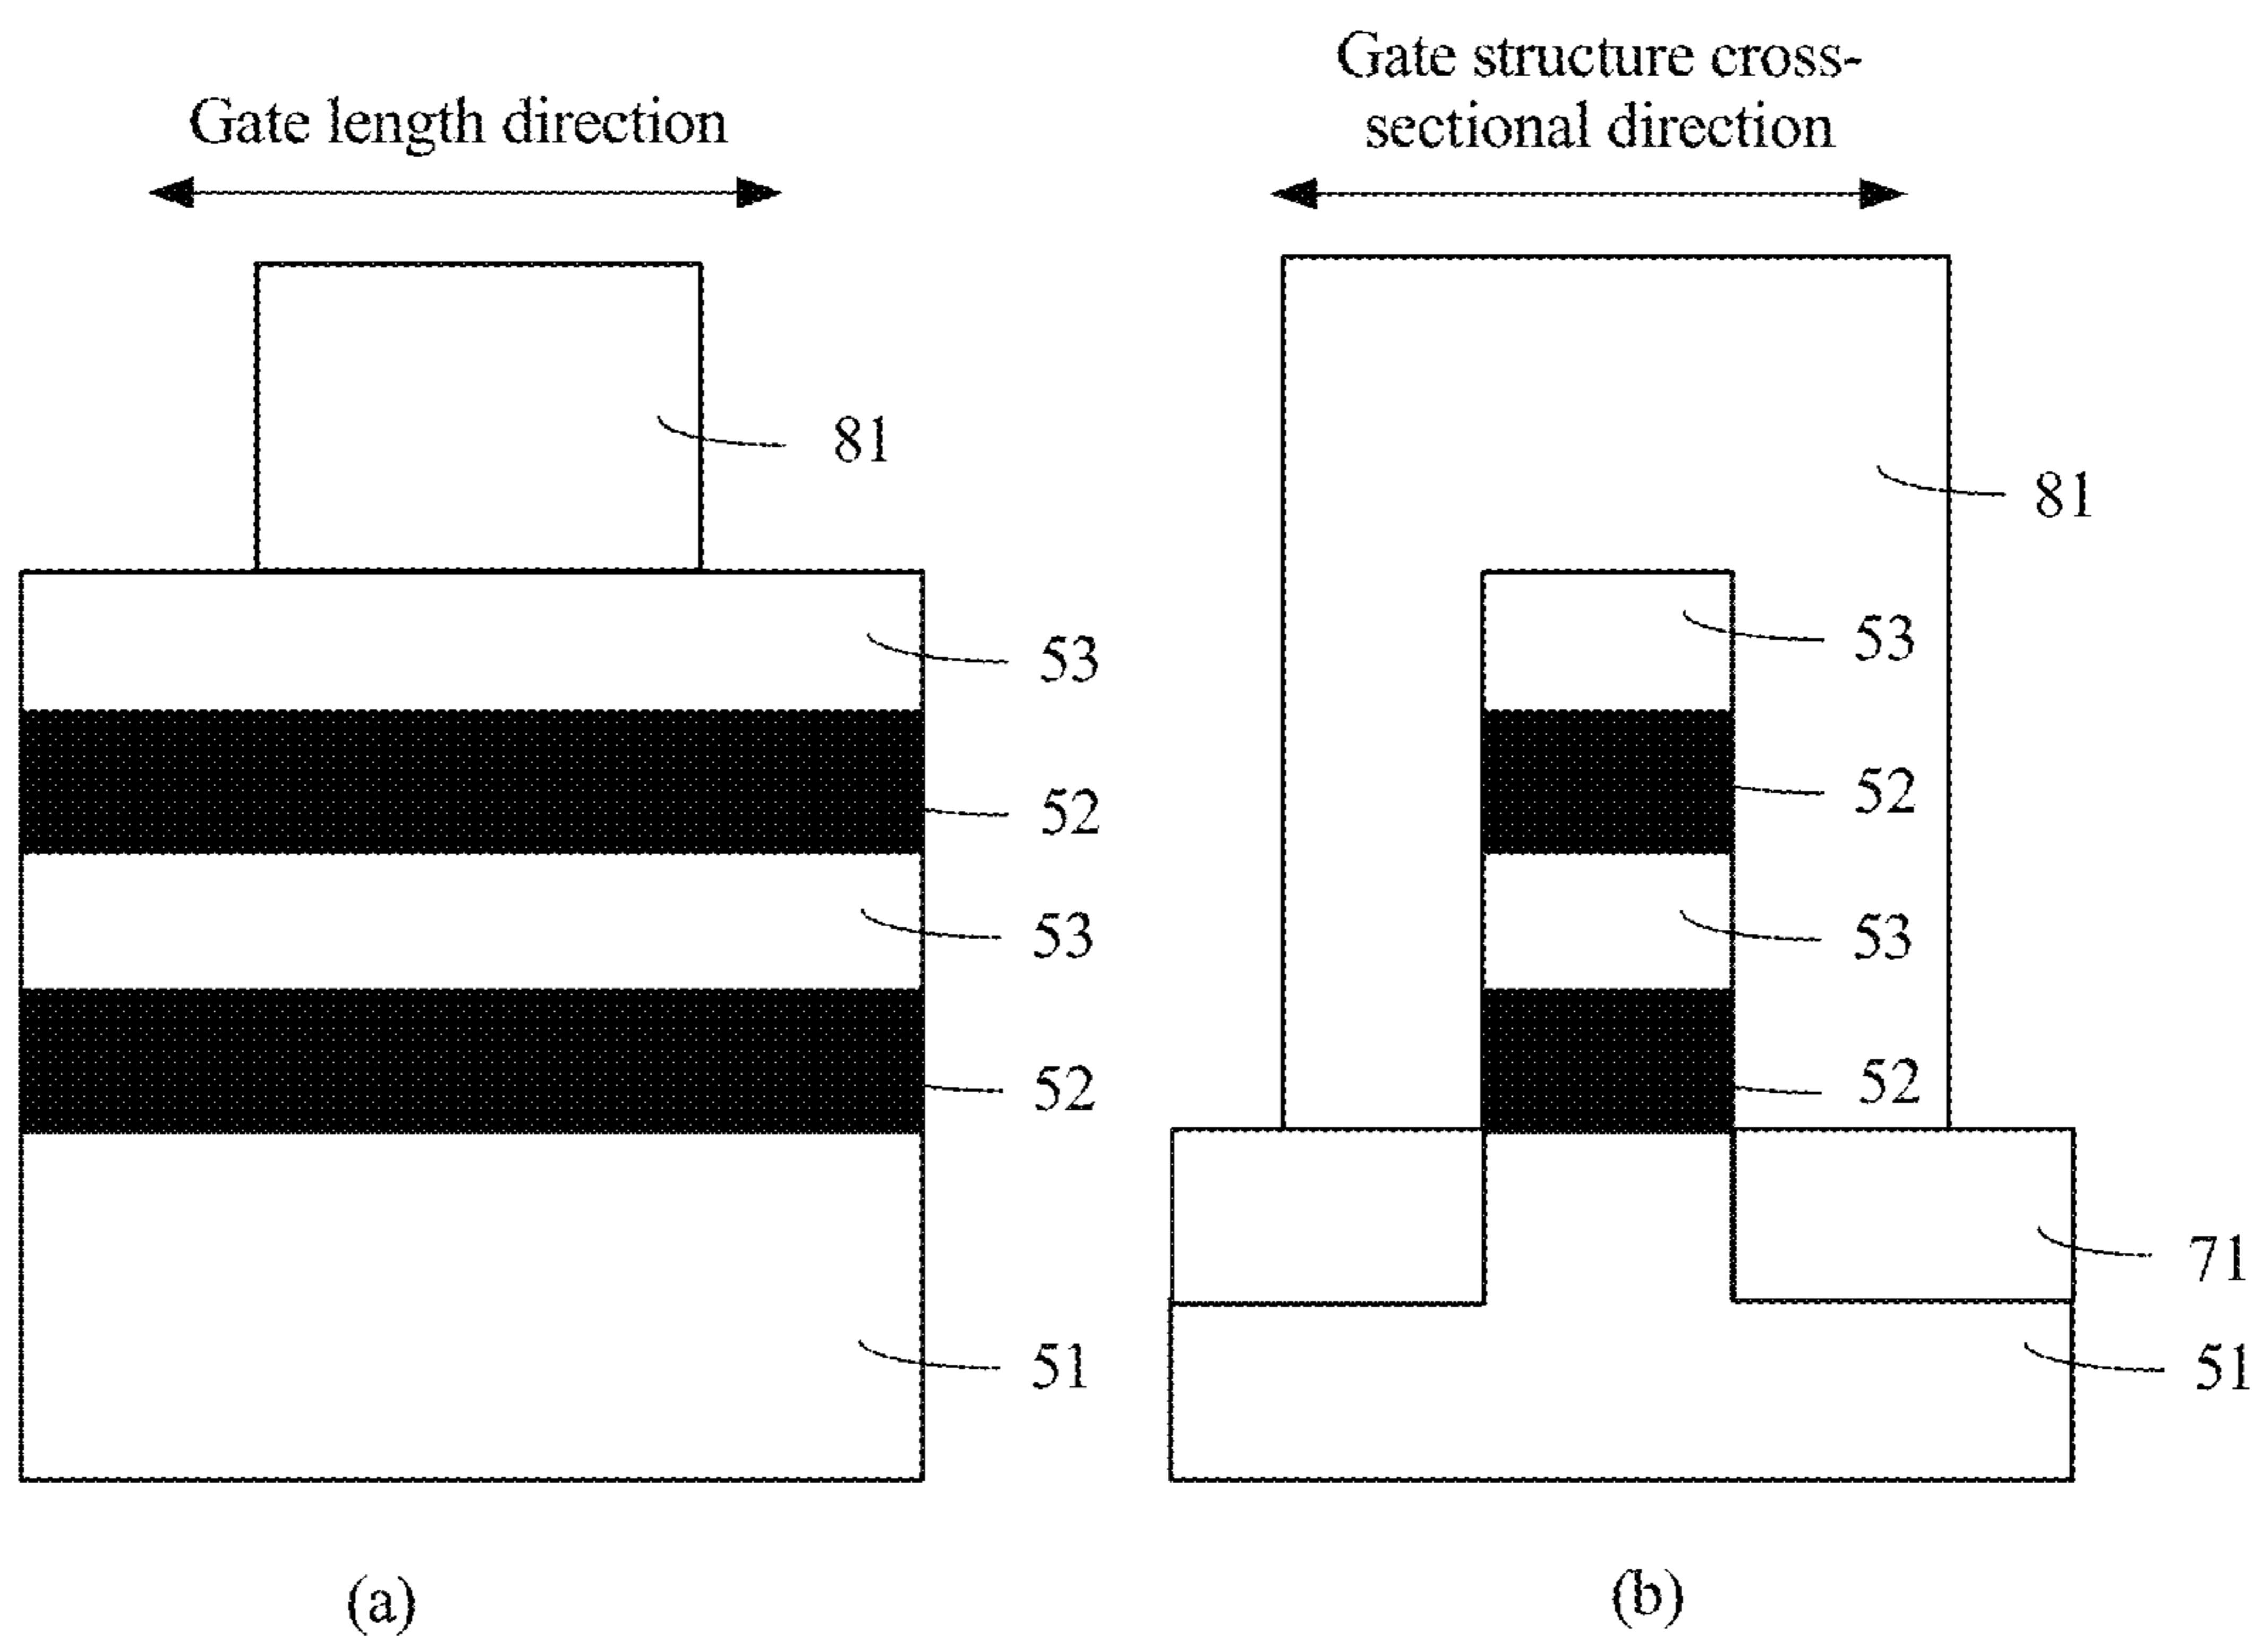 Gate length direction
81
53
52
53
52
51
(a)
Gate structure cross-
sectional direction
81
53
52
53
52
71
51
(b)